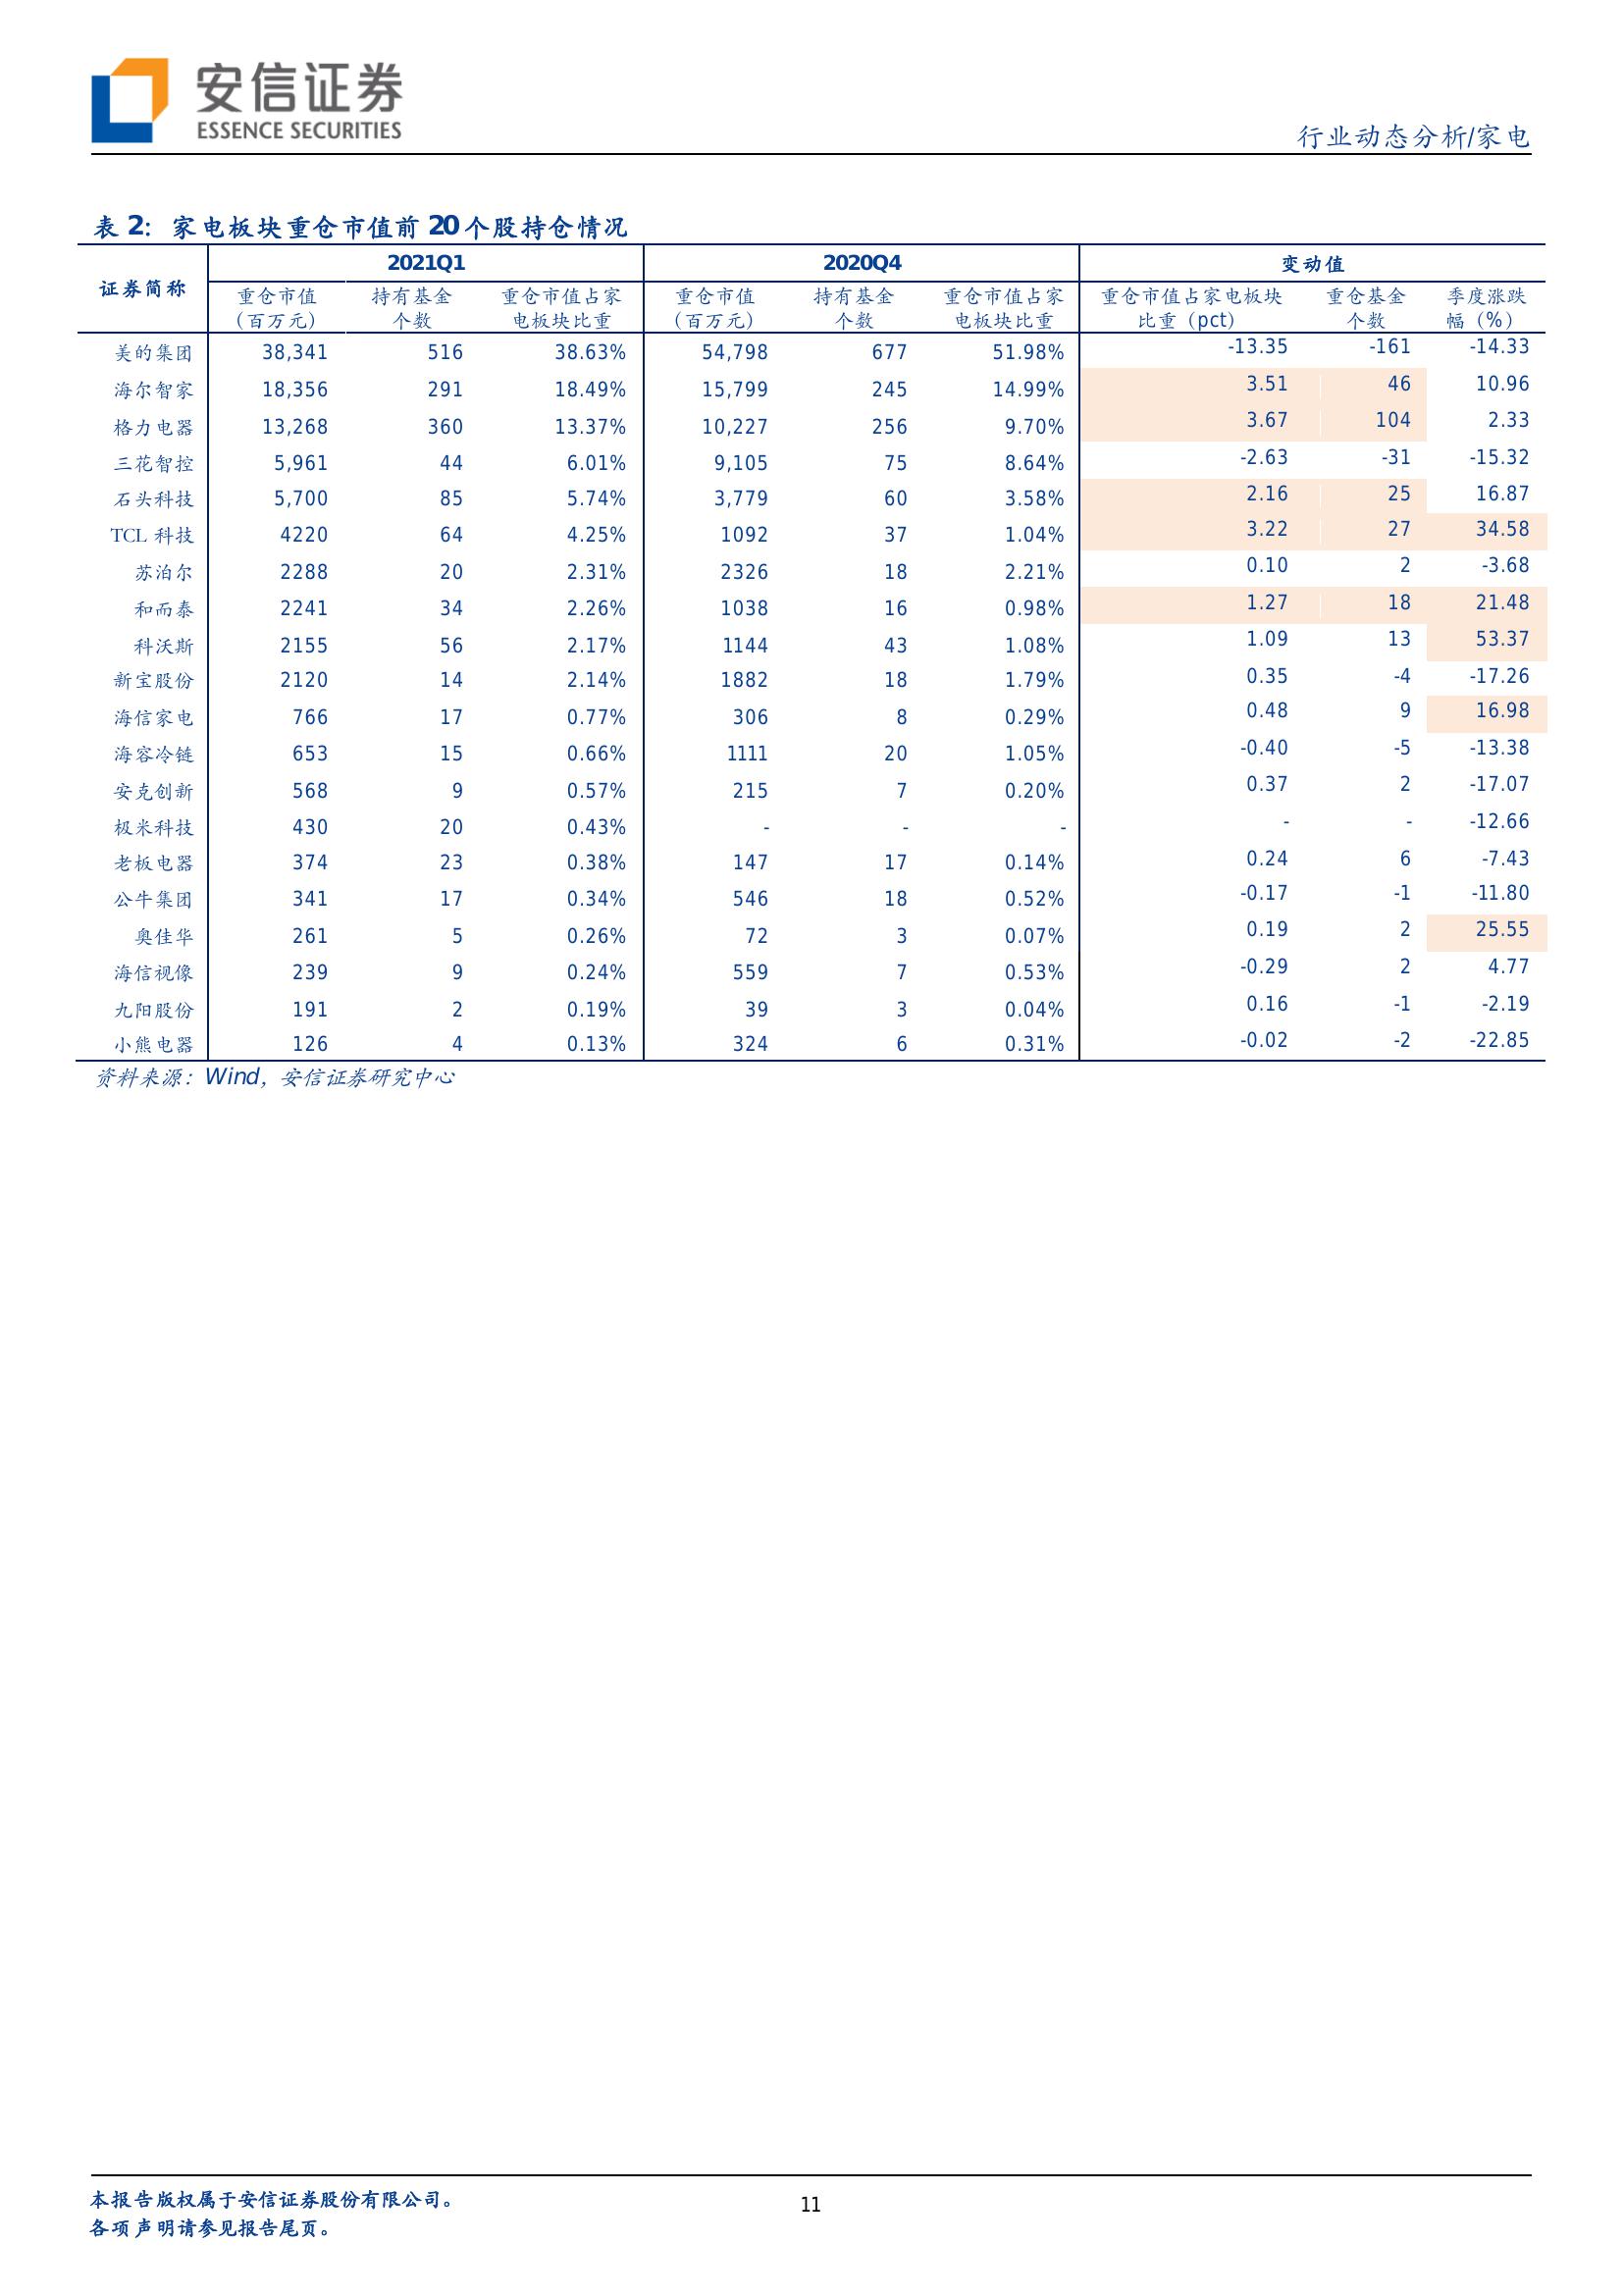 安信证券
ESSENCE SECURITIES
行业动态分析/家电
表 2：家电板块重仓市值前 20 个股持仓情况
证券简称 2021Q1 2020Q4 变动值
重仓市值（百万元） 持有基金个数 重仓市值占家电板块比重 重仓市值（百万元） 持有基金个数 重仓市值占家电板块比重 重仓市值占家电板块比重（pct） 重仓基金个数 季度涨跌幅（%）
美的集团 38,341 516 38.63% 54,798 677 51.98% -13.35 -161 -14.33
海尔智家 18,356 291 18.49% 15,799 245 14.99% 3.51 46 10.96
格力电器 13,268 360 13.37% 10,227 256 9.70% 3.67 104 2.33
三花智控 5,961 44 6.01% 9,105 75 8.64% -2.63 -31 -15.32
石头科技 5,700 85 5.74% 3,779 60 3.58% 2.16 25 16.87
TCL 科技 4220 64 4.25% 1092 37 1.04% 3.22 27 34.58
苏泊尔 2288 20 2.31% 2326 18 2.21% 0.10 2 -3.68
和而泰 2241 34 2.26% 1038 16 0.98% 1.27 18 21.48
科沃斯 2155 56 2.17% 1144 43 1.08% 1.09 13 53.37
新宝股份 2120 14 2.14% 1882 18 1.79% 0.35 -4 -17.26
海信家电 766 17 0.77% 306 8 0.29% 0.48 9 16.98
海容冷链 653 15 0.66% 1111 20 1.05% -0.40 -5 -13.38
安克创新 568 9 0.57% 215 7 0.20% 0.37 2 -17.07
极米科技 430 20 0.43% - - - - - -12.66
老板电器 374 23 0.38% 147 17 0.14% 0.24 6 -7.43
公牛集团 341 17 0.34% 546 18 0.52% -0.17 -1 -11.80
奥佳华 261 5 0.26% 72 3 0.07% 0.19 2 25.55
海信视像 239 9 0.24% 559 7 0.53% -0.29 2 4.77
九阳股份 191 2 0.19% 39 3 0.04% 0.16 -1 -2.19
小熊电器 126 4 0.13% 324 6 0.31% -0.02 -2 -22.85
资料来源：Wind，安信证券研究中心
本报告版权属于安信证券股份有限公司。
各项声明请参见报告尾页。
11